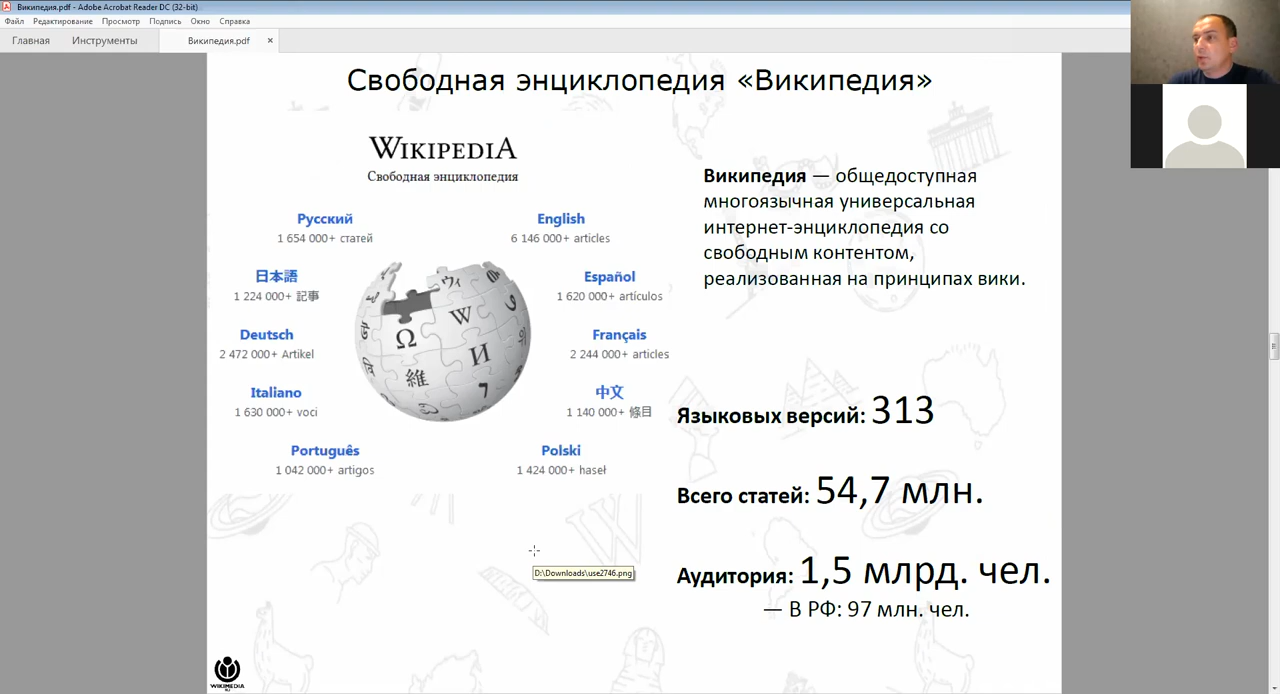 Википедия.pdf - Adobe Acrobat Reader DC (32-bit)
Файл Редактирование Просмотр Подпись Окно Справка
Главная Инструменты Википедия.pdf ×
Свободная энциклопедия «Википедия»
WIKIPEDIA
Свободная энциклопедия
Русский
1 654 000+ статей
English
6 146 000+ articles
日本語
1 224 000+ 記事
Español
1 620 000+ artículos
Deutsch
2 472 000+ Artikel
Français
2 244 000+ articles
Italiano
1 630 000+ voci
中文
1 140 000+ 條目
Português
1 042 000+ artigos
Polski
1 424 000+ haseł
Ω
W
И
維
ウィ
Википедия — общедоступная
многоязычная универсальная
интернет-энциклопедия со
свободным контентом,
реализованная на принципах вики.
Языковых версий: 313
Всего статей: 54,7 млн.
Аудитория: 1,5 млрд. чел.
— В РФ: 97 млн. чел.
D:\Downloads\use2746.png
WIKIMEDIA
RU